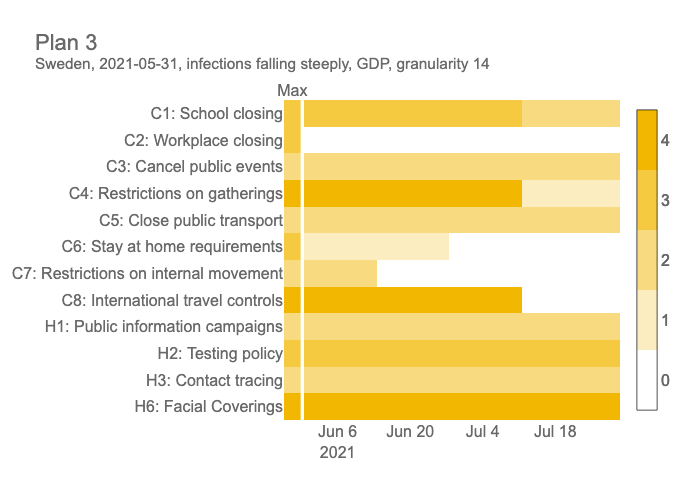 Plan 3
Sweden, 2021-05-31, infections falling steeply, GDP, granularity 14
Max
C1: School closing
C2: Workplace closing
C3: Cancel public events
C4: Restrictions on gatherings
C5: Close public transport
C6: Stay at home requirements
C7: Restrictions on internal movement
C8: International travel controls
H1: Public information campaigns
H2: Testing policy
H3: Contact tracing
H6: Facial Coverings
Jun 6 Jun 20 Jul 4 Jul 18
2021
4
3
2
1
0